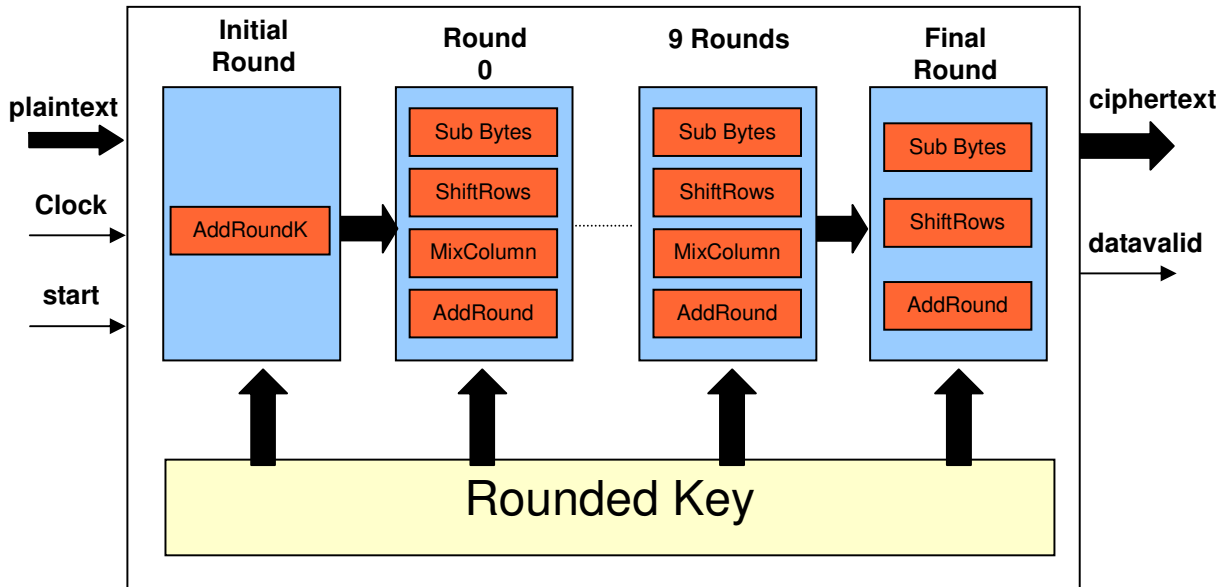 Initial
Round
Round
0
9 Rounds
Final
Round
plaintext
Clock
start
AddRoundK
Sub Bytes
ShiftRows
MixColumn
AddRound
Sub Bytes
ShiftRows
MixColumn
AddRound
Sub Bytes
ShiftRows
AddRound
ciphertext
datavalid
Rounded Key